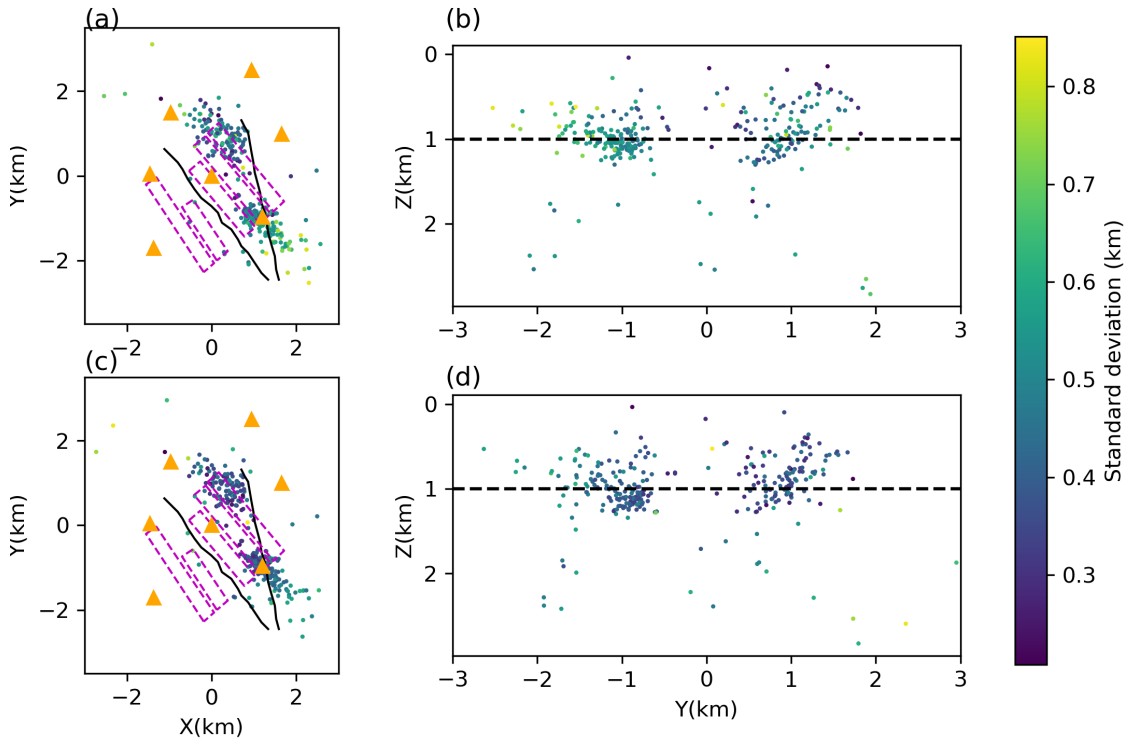 (a)
2
0
−2
Y(km)
−2 0 2
(b)
0
1
2
Z(km)
−3 −2 −1 0 1 2 3
(c)
2
0
−2
Y(km)
−2 0 2
X(km)
(d)
0
1
2
Z(km)
−3 −2 −1 0 1 2 3
Y(km)
0.8
0.7
0.6
0.5
0.4
0.3
Standard deviation (km)